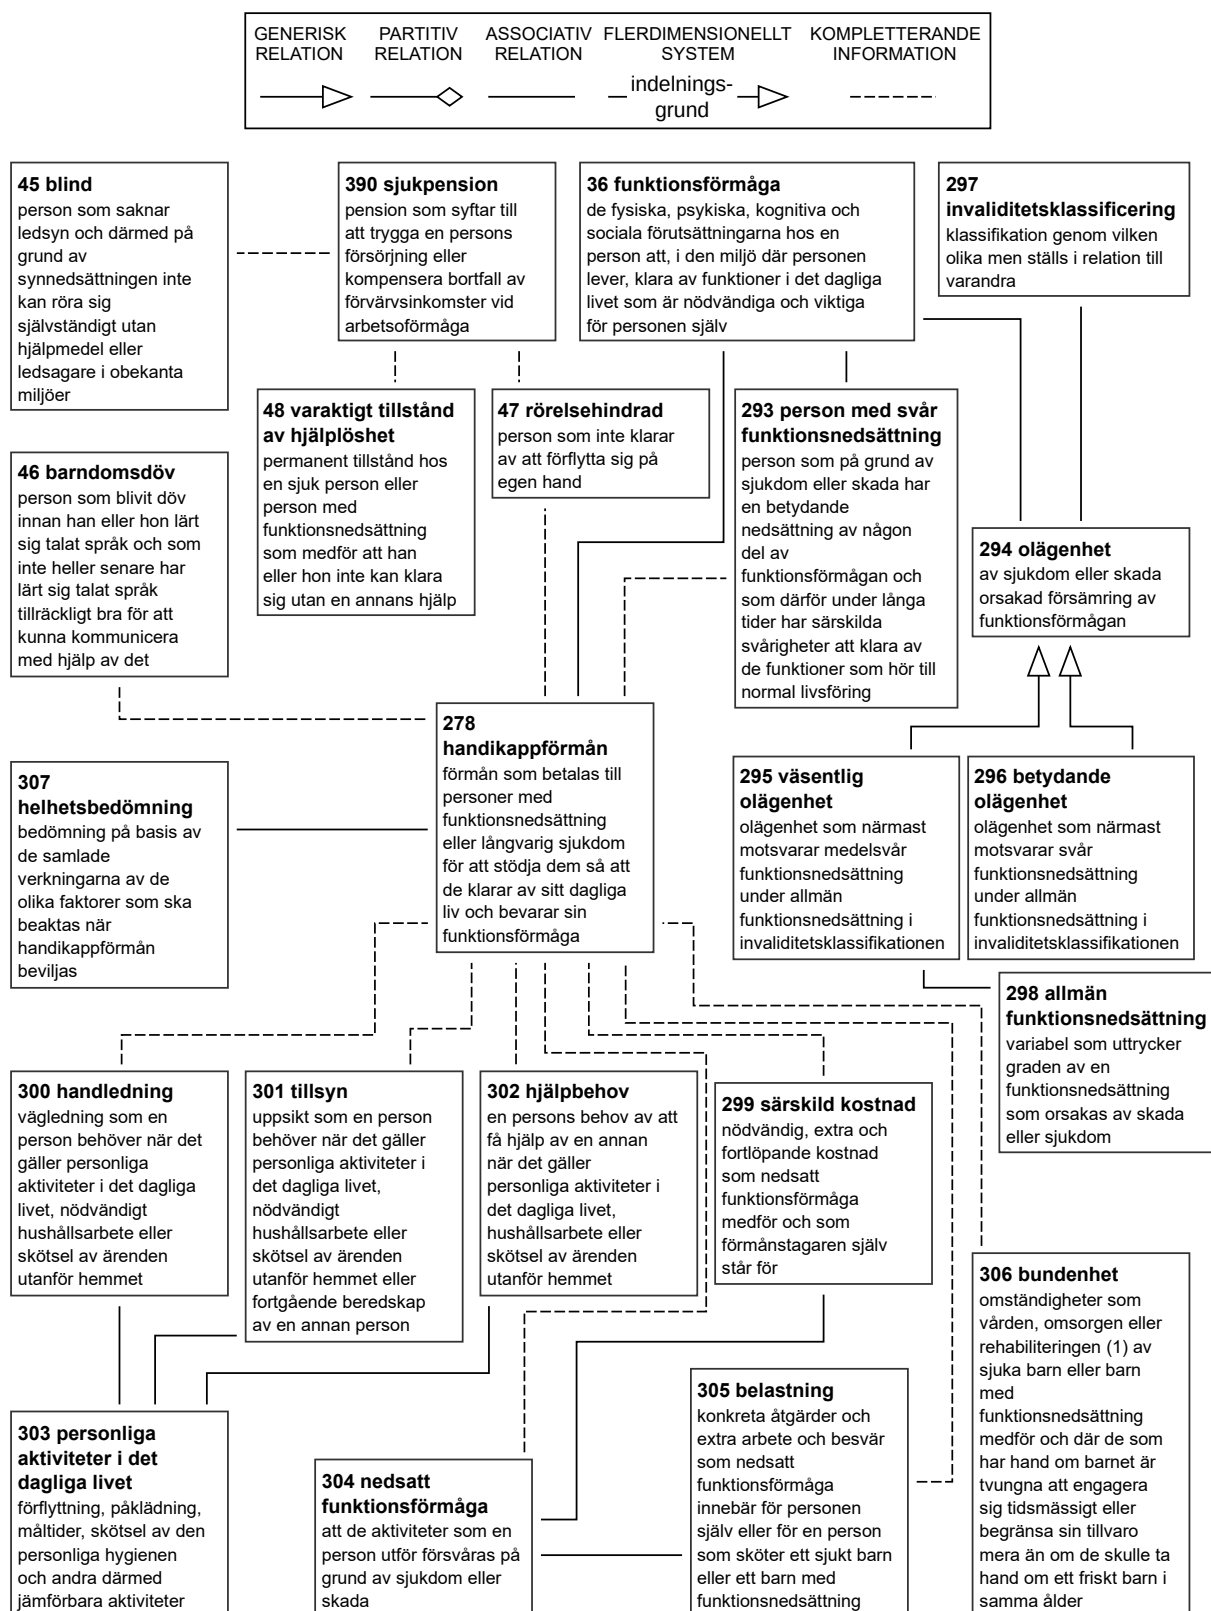 GENERISK
RELATION
PARTITIV
RELATION
ASSOCIATIV
RELATION
FLERDIMENSIONELLT
SYSTEM
KOMPLETTERANDE
INFORMATION
indelnings-
grund
45 blind
person som saknar
ledsyn och därmed på
grund av
synnedsättningen inte
kan röra sig
självständigt utan
hjälpmedel eller
ledsagare i obekanta
miljöer
390 sjukpension
pension som syftar till
att trygga en persons
försörjning eller
kompensera bortfall av
förvärvsinkomster vid
arbetsoförmåga
36 funktionsförmåga
de fysiska, psykiska, kognitiva och
sociala förutsättningarna hos en
person att, i den miljö där personen
lever, klara av funktioner i det dagliga
livet som är nödvändiga och viktiga
för personen själv
297
invaliditetsklassificering
klassifikation genom vilken
olika men ställs i relation till
varandra
48 varaktigt tillstånd
av hjälplöshet
permanent tillstånd hos
en sjuk person eller
person med
funktionsnedsättning
som medför att han
eller hon inte kan klara
sig utan en annans hjälp
47 rörelsehindrad
person som inte klarar
av att förflytta sig på
egen hand
293 person med svår
funktionsnedsättning
person som på grund av
sjukdom eller skada har
en betydande
nedsättning av någon
del av
funktionsförmågan och
som därför under långa
tider har särskilda
svårigheter att klara av
de funktioner som hör till
normal livsföring
46 barndomsdöv
person som blivit döv
innan han eller hon lärt
sig talat språk och som
inte heller senare har
lärt sig talat språk
tillräckligt bra för att
kunna kommunicera
med hjälp av det
294 olägenhet
av sjukdom eller skada
orsakad försämring av
funktionsförmågan
278
handikappförmån
förmån som betalas till
personer med
funktionsnedsättning
eller långvarig sjukdom
för att stödja dem så att
de klarar av sitt dagliga
liv och bevarar sin
funktionsförmåga
307
helhetsbedömning
bedömning på basis av
de samlade
verkningarna av de
olika faktorer som ska
beaktas när
handikappförmån
beviljas
295 väsentlig
olägenhet
olägenhet som närmast
motsvarar medelsvår
funktionsnedsättning
under allmän
funktionsnedsättning i
invaliditetsklassifikationen
296 betydande
olägenhet
olägenhet som närmast
motsvarar svår
funktionsnedsättning
under allmän
funktionsnedsättning i
invaliditetsklassifikationen
298 allmän
funktionsnedsättning
variabel som uttrycker
graden av en
funktionsnedsättning
som orsakas av skada
eller sjukdom
300 handledning
vägledning som en
person behöver när det
gäller personliga
aktiviteter i det dagliga
livet, nödvändigt
hushållsarbete eller
skötsel av ärenden
utanför hemmet
301 tillsyn
uppsikt som en person
behöver när det gäller
personliga aktiviteter i
det dagliga livet,
nödvändigt
hushållsarbete eller
skötsel av ärenden
utanför hemmet eller
fortgående beredskap
av en annan person
302 hjälpbehov
en persons behov av att
få hjälp av en annan
när det gäller
personliga aktiviteter i
det dagliga livet,
hushållsarbete eller
skötsel av ärenden
utanför hemmet
299 särskild kostnad
nödvändig, extra och
fortlöpande kostnad
som nedsatt
funktionsförmåga
medför och som
förmånstagaren själv
står för
306 bundenhet
omständigheter som
vården, omsorgen eller
rehabiliteringen (1) av
sjuka barn eller barn
med
funktionsnedsättning
medför och där de som
har hand om barnet är
tvungna att engagera
sig tidsmässigt eller
begränsa sin tillvaro
mera än om de skulle ta
hand om ett friskt barn i
samma ålder
303 personliga
aktiviteter i det
dagliga livet
förflyttning, påklädning,
måltider, skötsel av den
personliga hygienen
och andra därmed
jämförbara aktiviteter
304 nedsatt
funktionsförmåga
att de aktiviteter som en
person utför försvåras på
grund av sjukdom eller
skada
305 belastning
konkreta åtgärder och
extra arbete och besvär
som nedsatt
funktionsförmåga
innebär för personen
själv eller för en person
som sköter ett sjukt barn
eller ett barn med
funktionsnedsättning